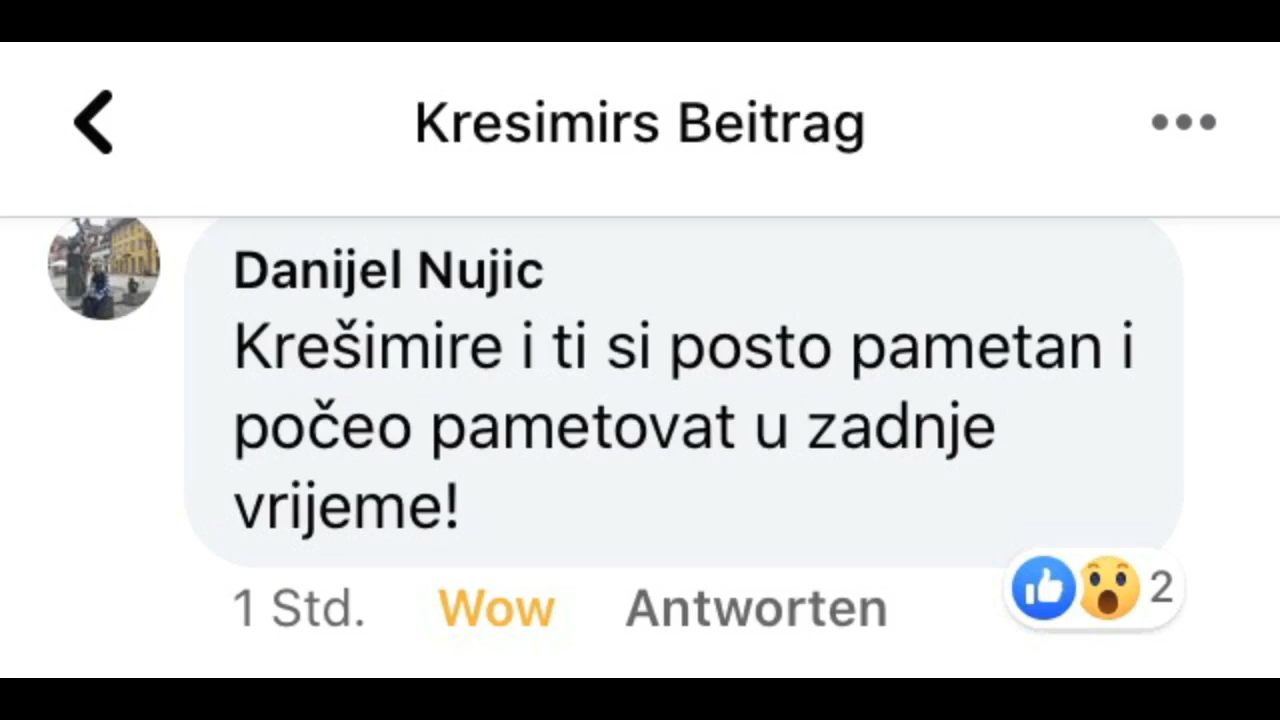 Kresimirs Beitrag
Danijel Nujic
Krešimire i ti si posto pametan i
počeo pametovat u zadnje
vrijeme!
1 Std. Wow Antworten 2